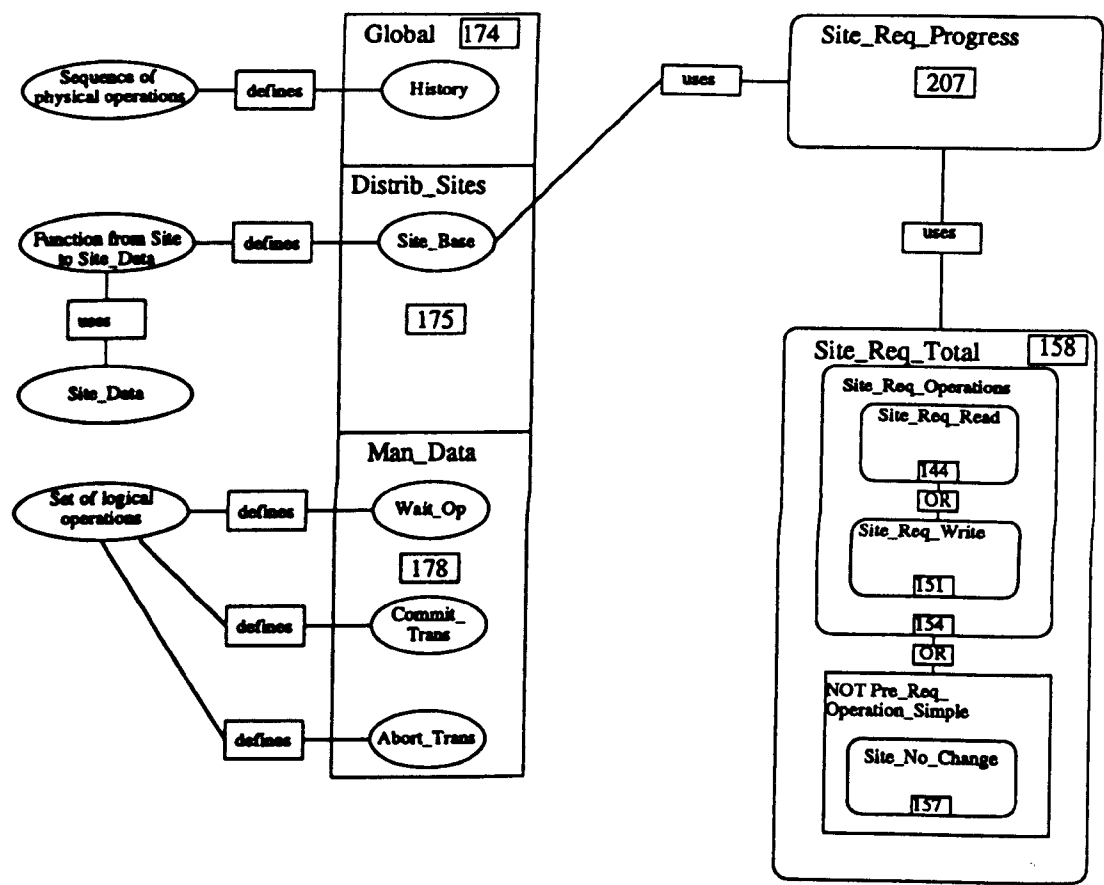 Global 174
Sequence of
physical operations
defines
History
Distrib_Sites
Function from Site
to Site_Data
defines
Site_Base
uses
175
Site_Data
Man_Data
Set of logical
operations
defines
Wait_Op
178
defines
Commit_
Trans
defines
Abort_Trans
uses
Site_Req_Progress
207
uses
Site_Req_Total 158
Site_Req_Operations
Site_Req_Read
144
OR
Site_Req_Write
151
154
OR
NOT Pre_Req_
Operation_Simple
Site_No_Change
157